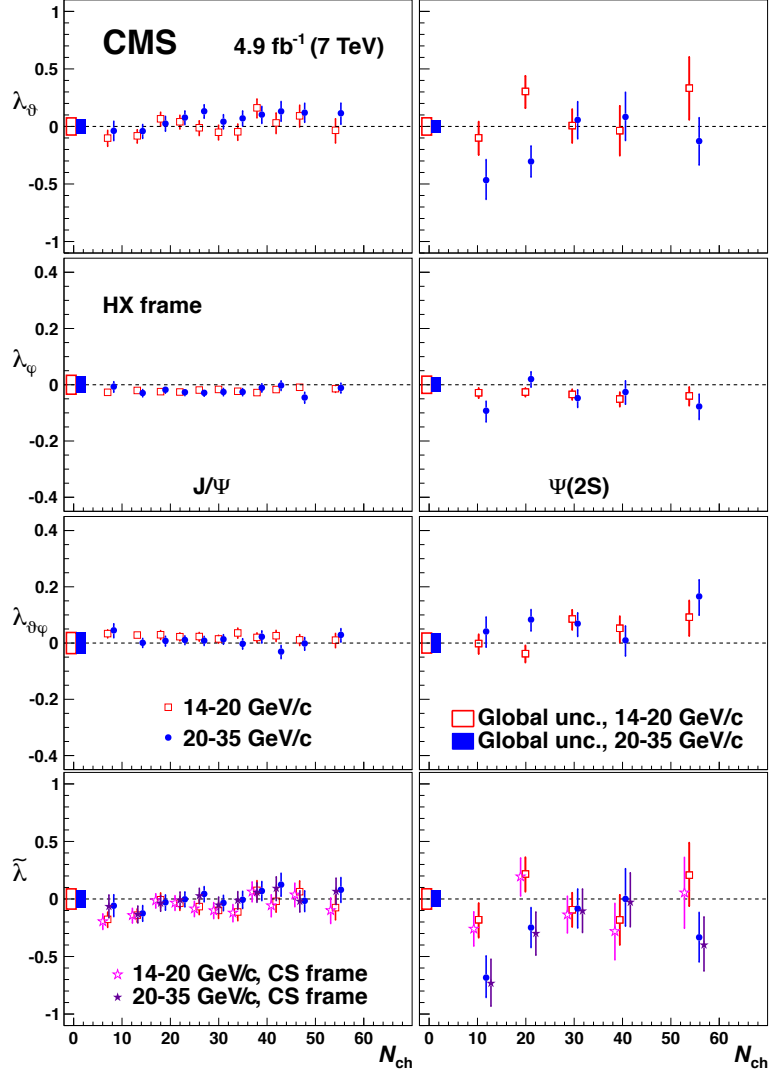 CMS 4.9 fb⁻¹ (7 TeV)
λ_ϑ
1
0.5
0
-0.5
-1
HX frame
λ_φ
0.4
0.2
0
-0.2
-0.4
J/Ψ
Ψ(2S)
λ_ϑφ
0.4
0.2
0
-0.2
-0.4
14-20 GeV/c
20-35 GeV/c
Global unc., 14-20 GeV/c
Global unc., 20-35 GeV/c
λ̃
1
0.5
0
-0.5
-1
14-20 GeV/c, CS frame
20-35 GeV/c, CS frame
0 10 20 30 40 50 60
N_ch
0 10 20 30 40 50 60
N_ch